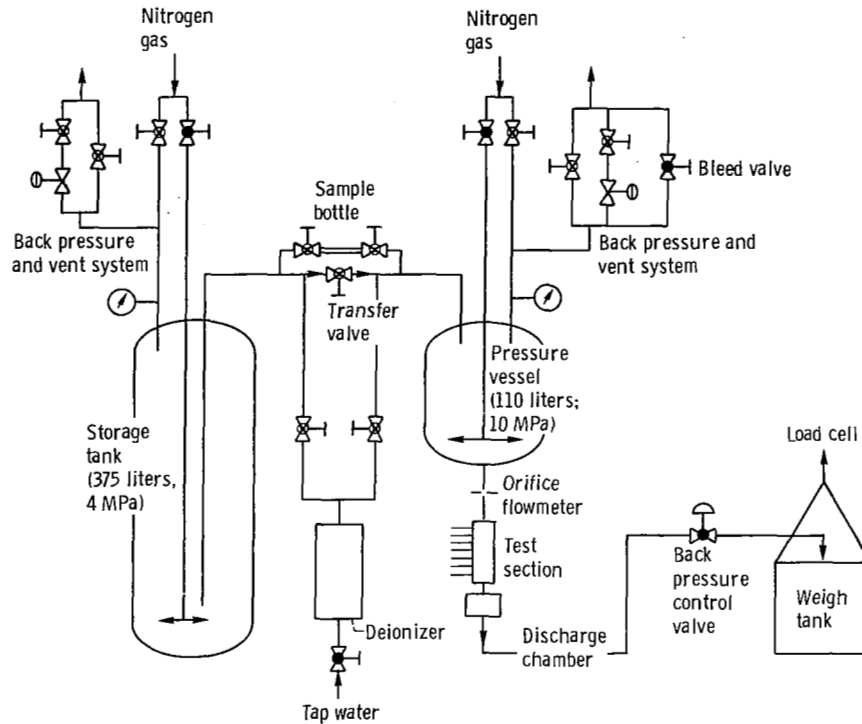 Nitrogen
gas
Nitrogen
gas
Bleed valve
Sample
bottle
Back pressure
and vent system
Back pressure and
vent system
Transfer
valve
Pressure
vessel
(110 liters;
10 MPa)
Storage
tank
(375 liters,
4 MPa)
Load cell
Orifice
flowmeter
Test
section
Back
pressure
control
valve
Weigh
tank
Deionizer
Discharge
chamber
Tap water